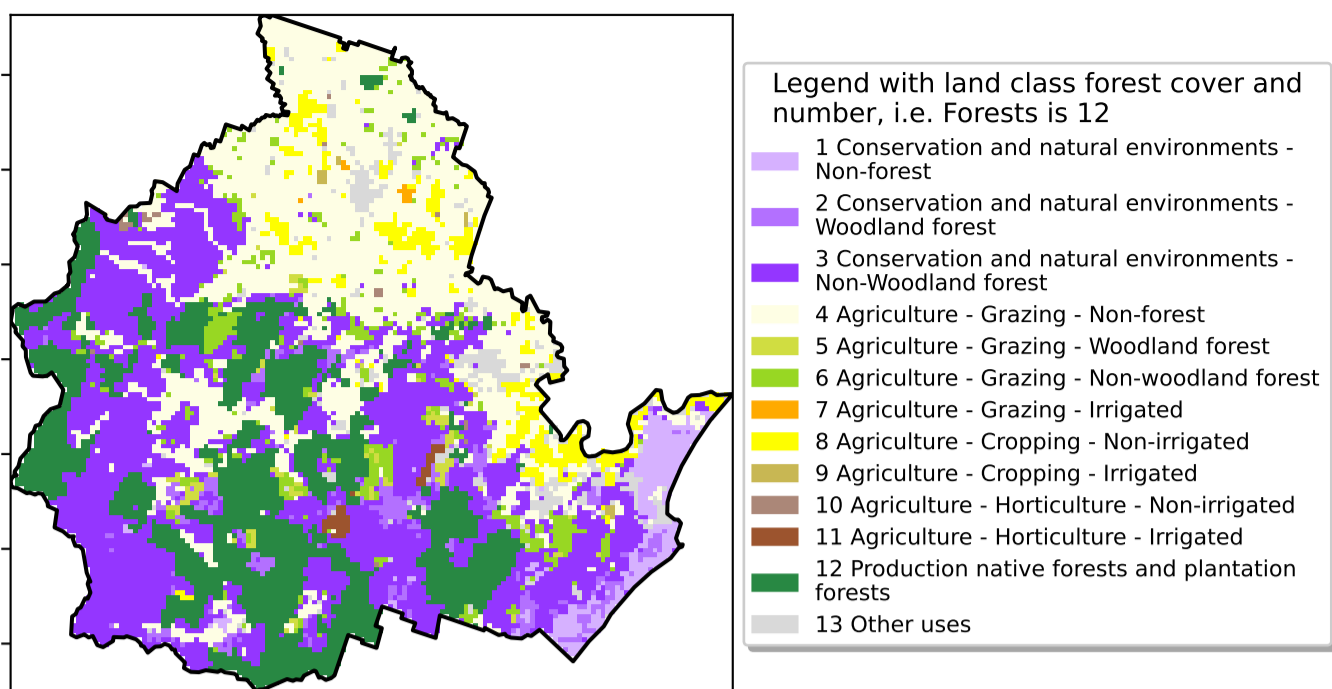 Legend with land class forest cover and
number, i.e. Forests is 12
1 Conservation and natural environments -
Non-forest
2 Conservation and natural environments -
Woodland forest
3 Conservation and natural environments -
Non-Woodland forest
4 Agriculture - Grazing - Non-forest
5 Agriculture - Grazing - Woodland forest
6 Agriculture - Grazing - Non-woodland forest
7 Agriculture - Grazing - Irrigated
8 Agriculture - Cropping - Non-irrigated
9 Agriculture - Cropping - Irrigated
10 Agriculture - Horticulture - Non-irrigated
11 Agriculture - Horticulture - Irrigated
12 Production native forests and plantation
forests
13 Other uses